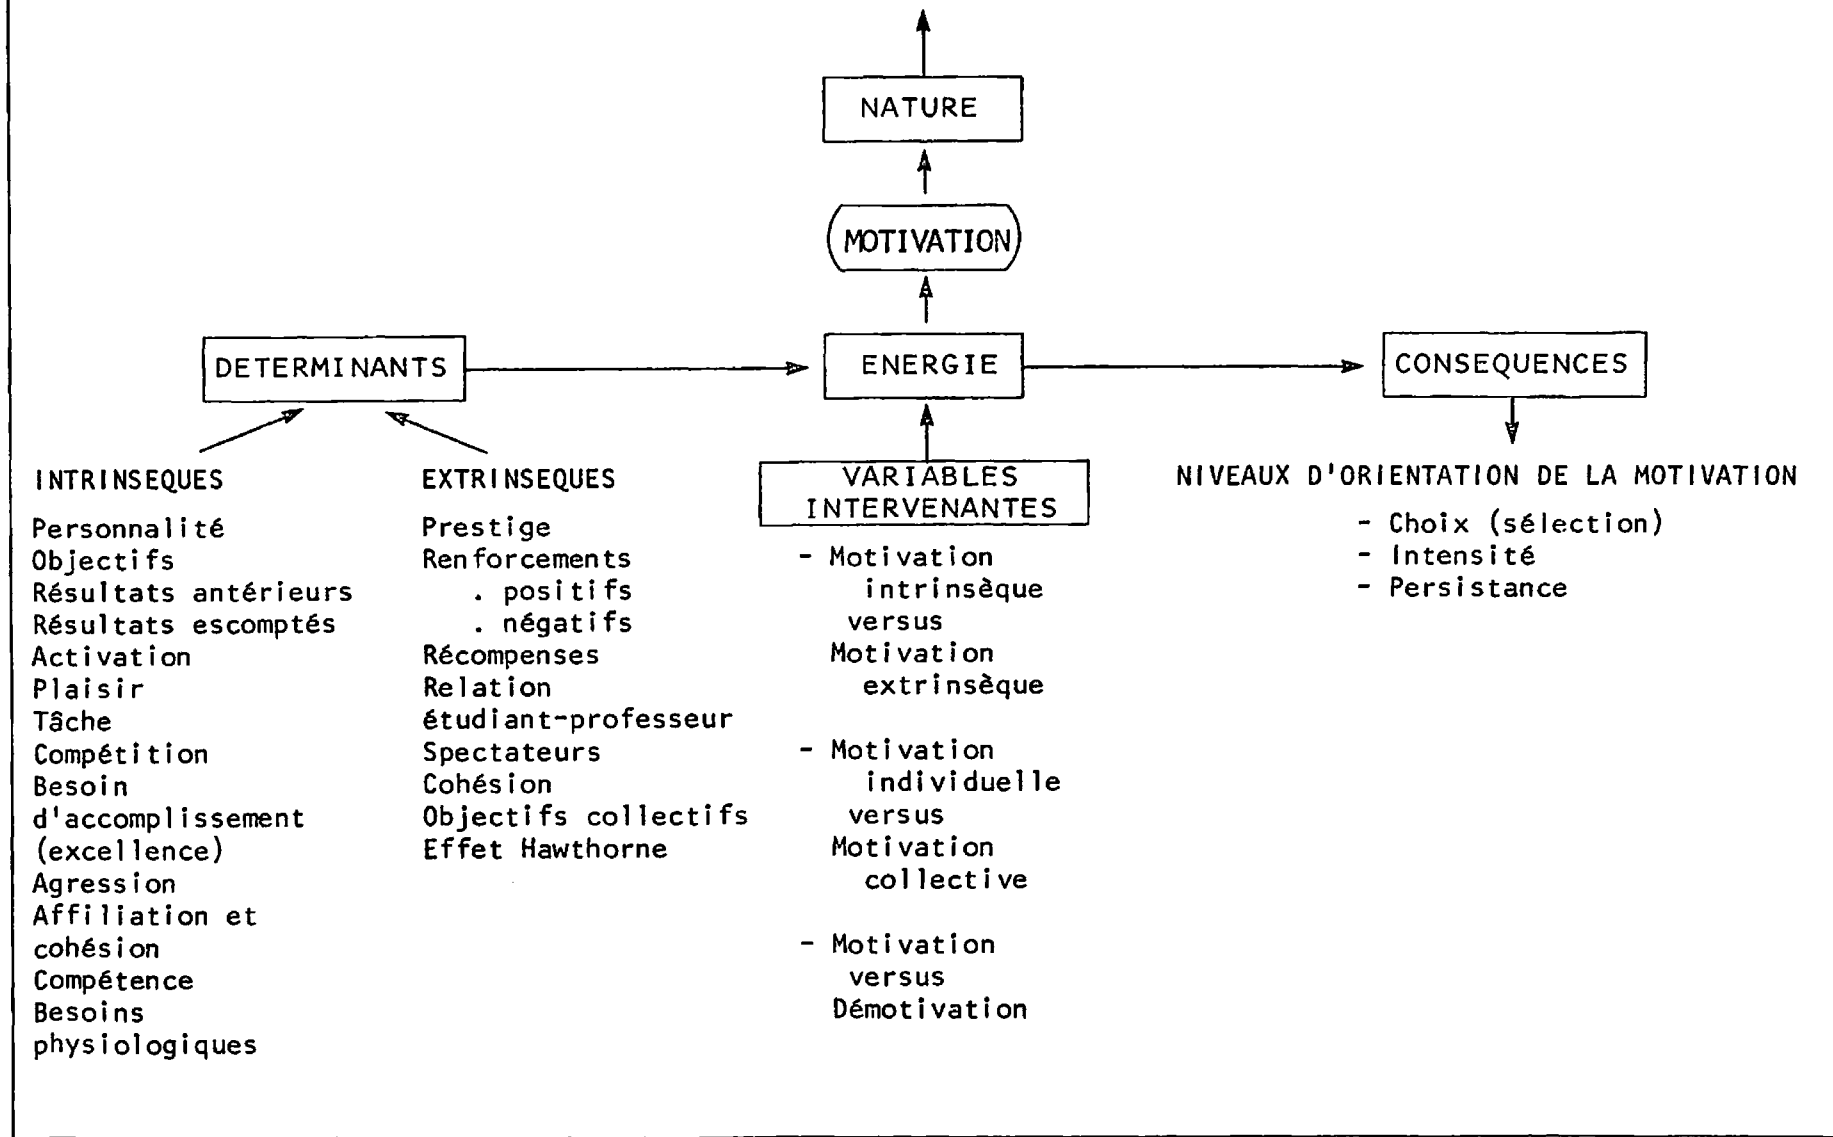 NATURE
MOTIVATION
DETERMINANTS
ENERGIE
CONSEQUENCES
INTRINSEQUES
Personnalité
Objectifs
Résultats antérieurs
Résultats escomptés
Activation
Plaisir
Tâche
Compétition
Besoin
d'accomplissement
(excellence)
Agression
Affiliation et
cohésion
Compétence
Besoins
physiologiques
EXTRINSEQUES
Prestige
Renforcements
. positifs
. négatifs
Récompenses
Relation
étudiant-professeur
Spectateurs
Cohésion
Objectifs collectifs
Effet Hawthorne
VARIABLES
INTERVENANTES
- Motivation
intrinsèque
versus
Motivation
extrinsèque
- Motivation
individuelle
versus
Motivation
collective
- Motivation
versus
Démotivation
NIVEAUX D'ORIENTATION DE LA MOTIVATION
- Choix (sélection)
- Intensité
- Persistance